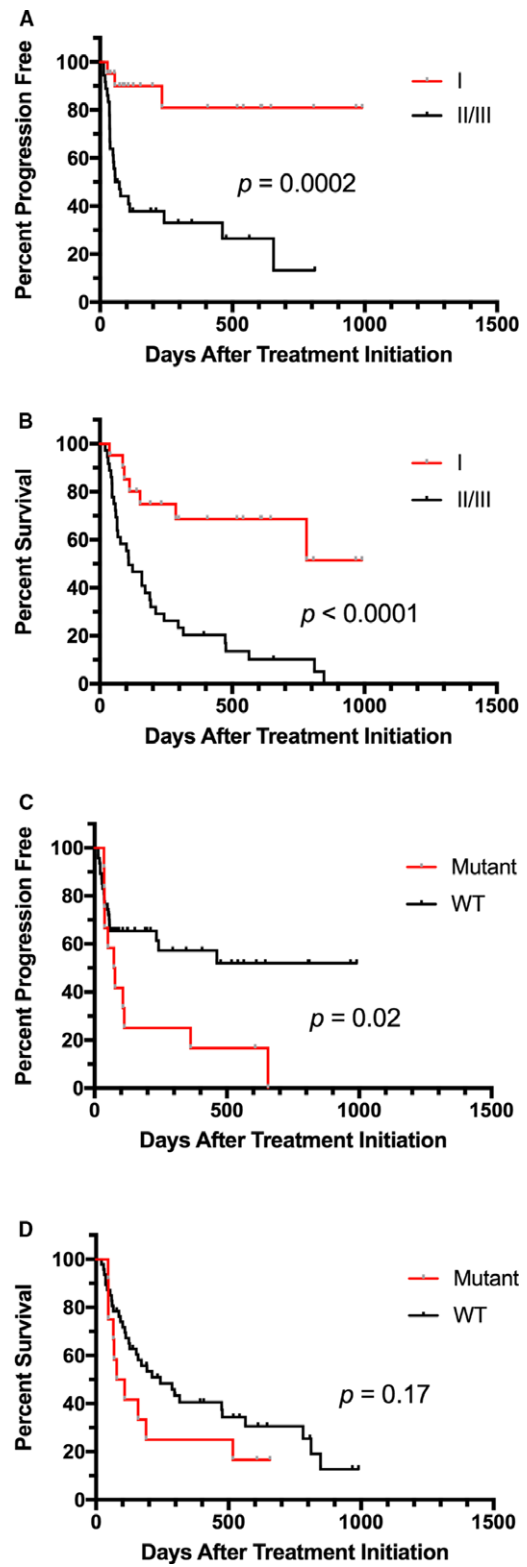 A
Percent Progression Free
100
80
60
40
20
0
I
II/III
p = 0.0002
0 500 1000 1500
Days After Treatment Initiation
B
Percent Survival
100
80
60
40
20
0
I
II/III
p < 0.0001
0 500 1000 1500
Days After Treatment Initiation
C
Percent Progression Free
100
80
60
40
20
0
Mutant
WT
p = 0.02
0 500 1000 1500
Days After Treatment Initiation
D
Percent Survival
100
80
60
40
20
0
Mutant
WT
p = 0.17
0 500 1000 1500
Days After Treatment Initiation